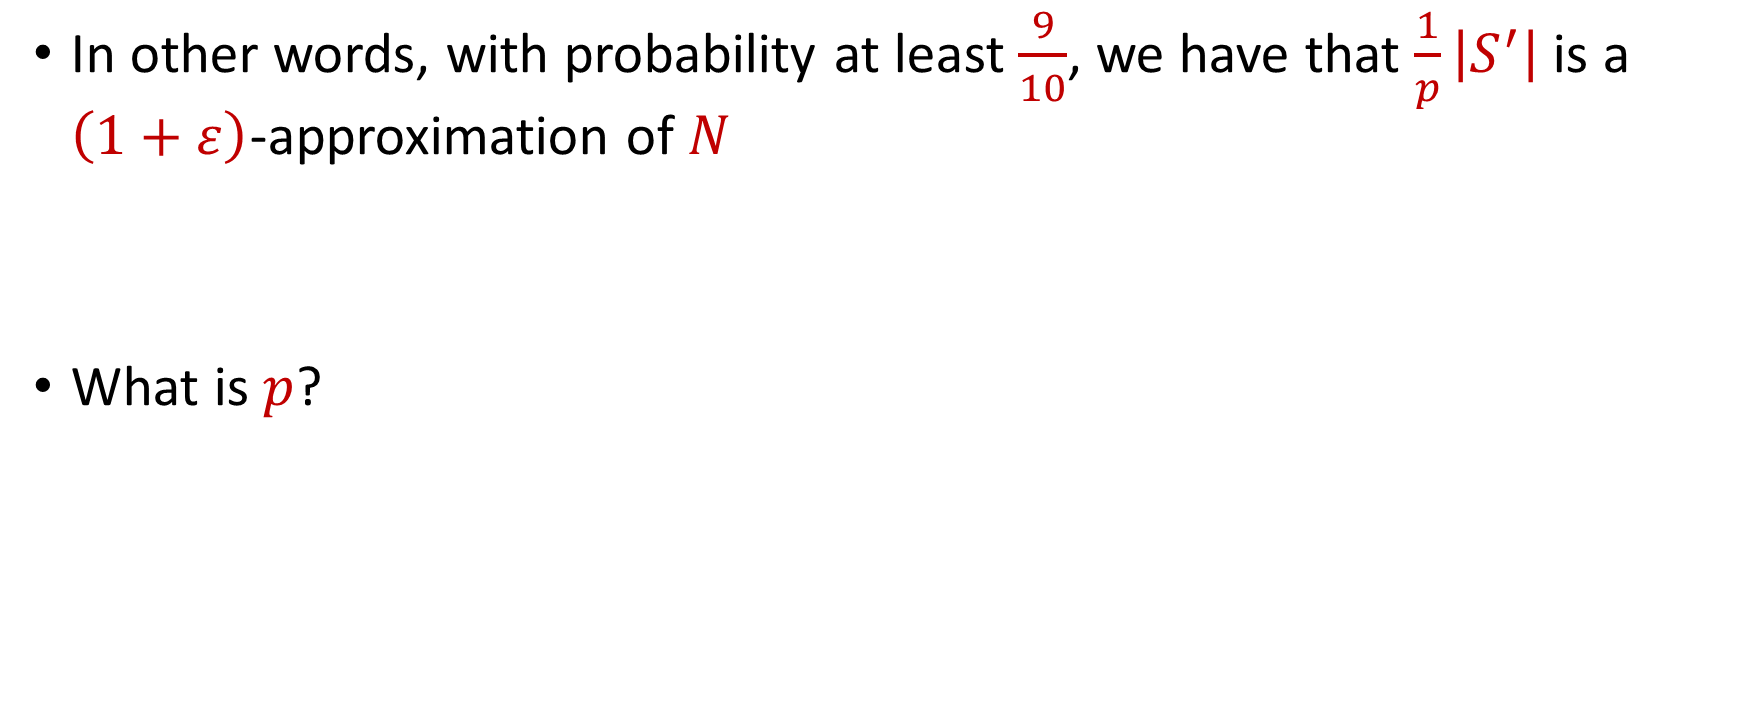 • In other words, with probability at least 9/10, we have that 1/p |S′| is a
(1 + ε)-approximation of N
• What is p?